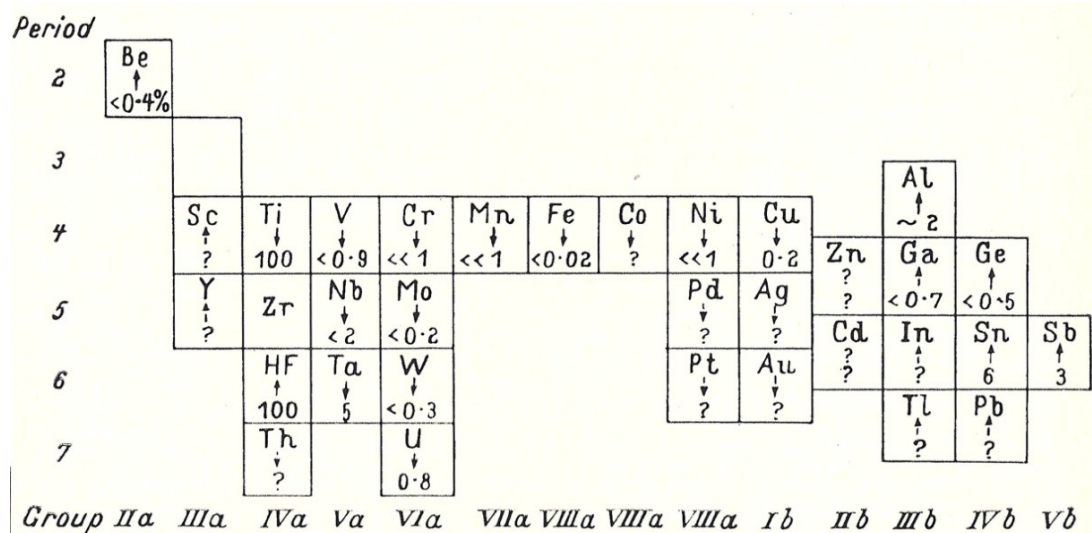 Period
2 Be
<0·4%
3
Al
~ 2
4 Sc Ti V Cr Mn Fe Co Ni Cu
? 100 <0·9 <<1 <<1 <0·02 ? <<1 0·2
Zn Ga Ge
?
? <0·7 <0·5
5 Y Zr Nb Mo Pd Ag
? <2 <0·2 ? ?
Cd In Sn Sb
?
? ? 6 3
6 HF Ta W Pt Au
100 5 <0·3 ? ?
Tl Pb
? ?
7 Th U
? 0·8
Group IIa IIIa IVa Va VIa VIIa VIIIa VIIIa VIIIa Ib IIb IIIb IVb Vb